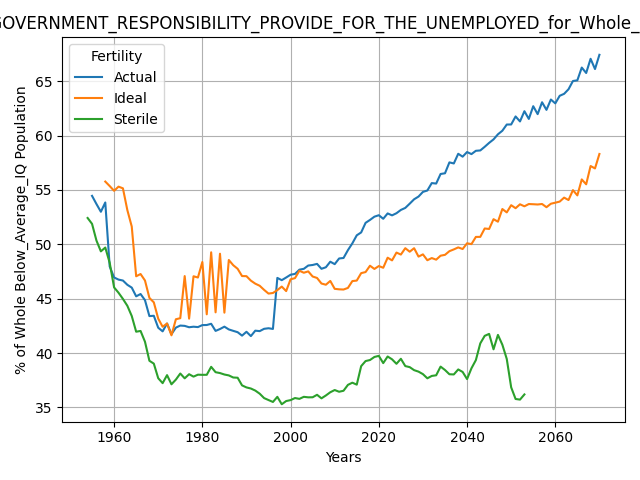 GOVERNMENT_RESPONSIBILITY_PROVIDE_FOR_THE_UNEMPLOYED_for_Whole_
Fertility
Actual
Ideal
Sterile
% of Whole Below_Average_IQ Population
65
60
55
50
45
40
35
1960
1980
2000
2020
2040
2060
Years